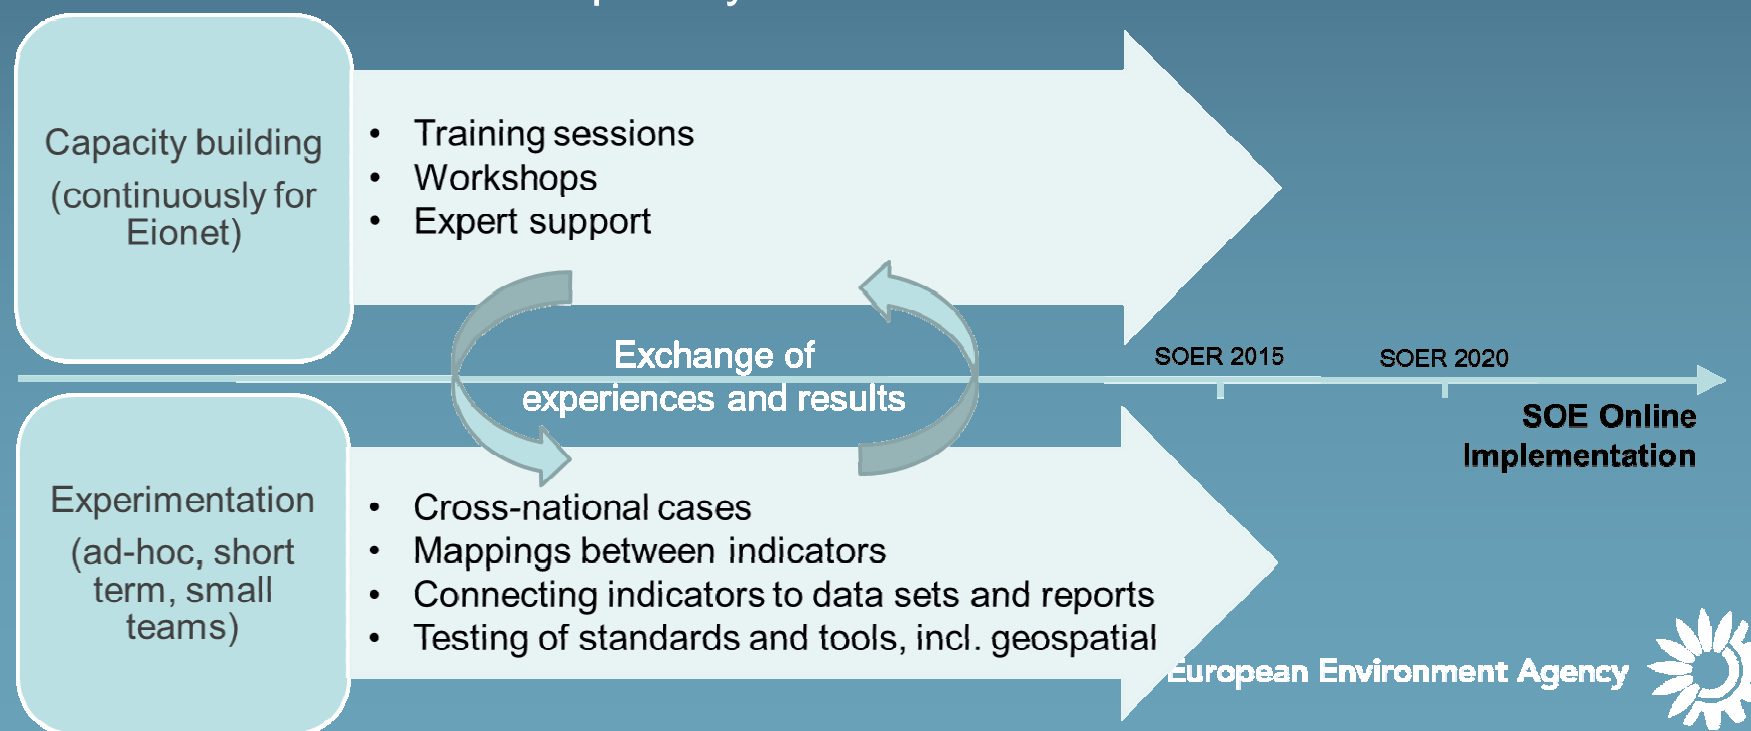 Capacity building
(continuously for
Eionet)
• Training sessions
• Workshops
• Expert support
Exchange of
experiences and results
SOER 2015
SOER 2020
SOE Online
Implementation
Experimentation
(ad-hoc, short
term, small
teams)
• Cross-national cases
• Mappings between indicators
• Connecting indicators to data sets and reports
• Testing of standards and tools, incl. geospatial
European Environment Agency